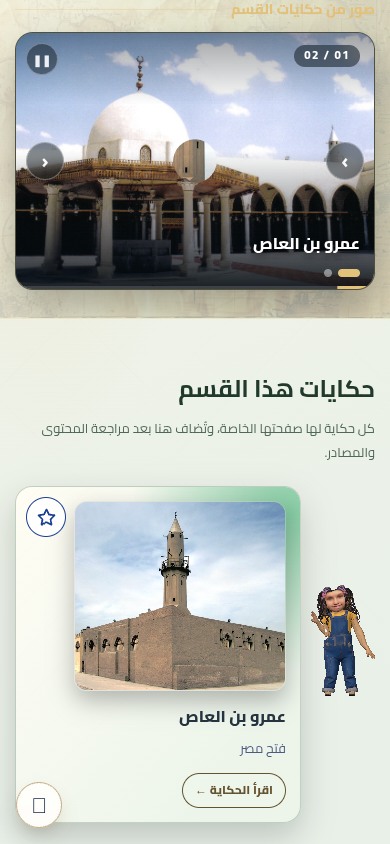 صور من حكايات القسم
02 / 01
عمرو بن العاص
حكايات هذا القسم
كل حكاية لها صفحتها الخاصة، وتُضاف هنا بعد مراجعة المحتوى
والمصادر.
عمرو بن العاص
فتح مصر
اقرأ الحكاية ←